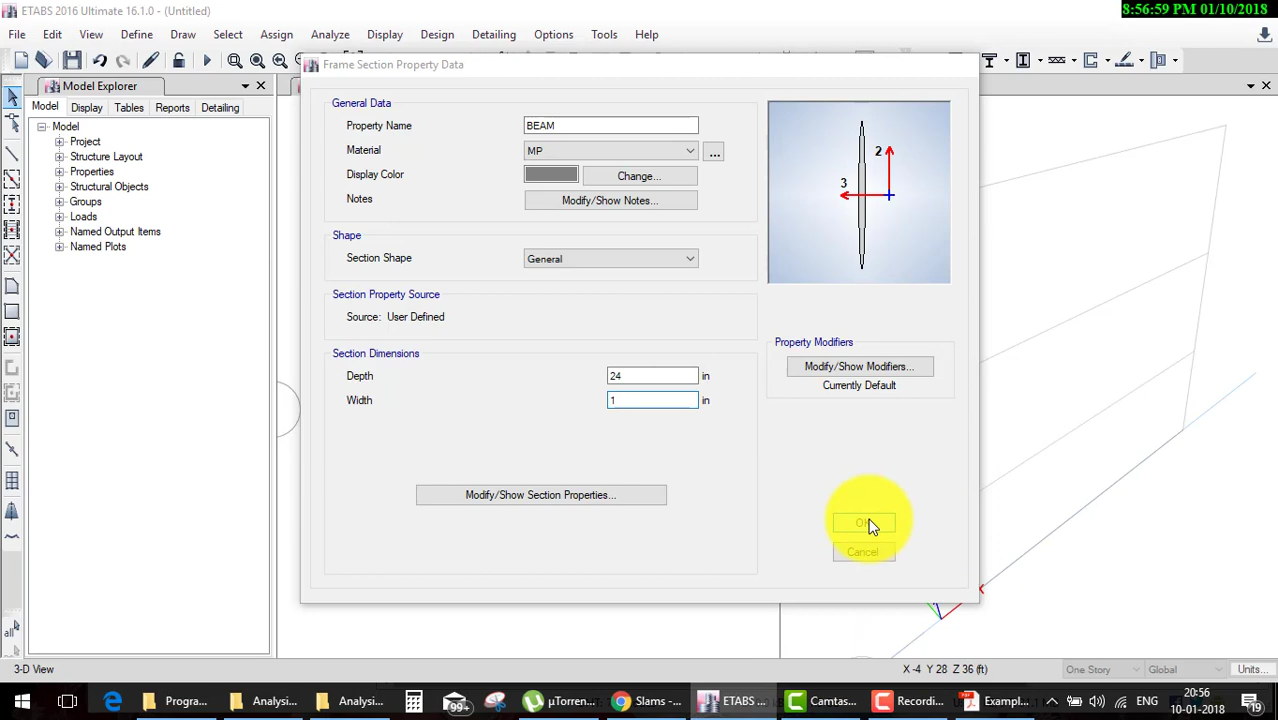 ETABS 2016 Ultimate 16.1.0 - (Untitled)
8:56:59 PM 01/10/2018
File Edit View Define Draw Select Assign Analyze Display Design Detailing Options Tools Help
Model Explorer
Model Display Tables Reports Detailing
Model
Project
Structure Layout
Properties
Structural Objects
Groups
Loads
Named Output Items
Named Plots
Frame Section Property Data
General Data
Property Name BEAM
Material MP ...
Display Color Change...
Notes Modify/Show Notes...
Shape
Section Shape General
Section Property Source
Source: User Defined
Section Dimensions
Depth 24 in
Width 1 in
Modify/Show Section Properties...
2
3
Property Modifiers
Modify/Show Modifiers...
Currently Default
OK
Cancel
X
all
3-D View X -4 Y 28 Z 36 (ft) One Story Global Units...
Progra... Analysi... Analysi... 99+ µTorren... Slams -... ETABS ... Camtas... Recordi... Exampl... ENG 20:56 10-01-2018 19